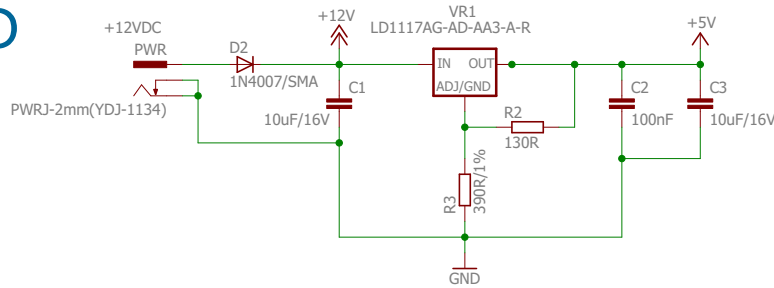 +12VDC
PWR
PWRJ-2mm(YDJ-1134)
D2
1N4007/SMA
+12V
C1
10uF/16V
VR1
LD1117AG-AD-AA3-A-R
IN
OUT
ADJ/GND
R2
130R
R3
390R/1%
GND
C2
100nF
+5V
C3
10uF/16V